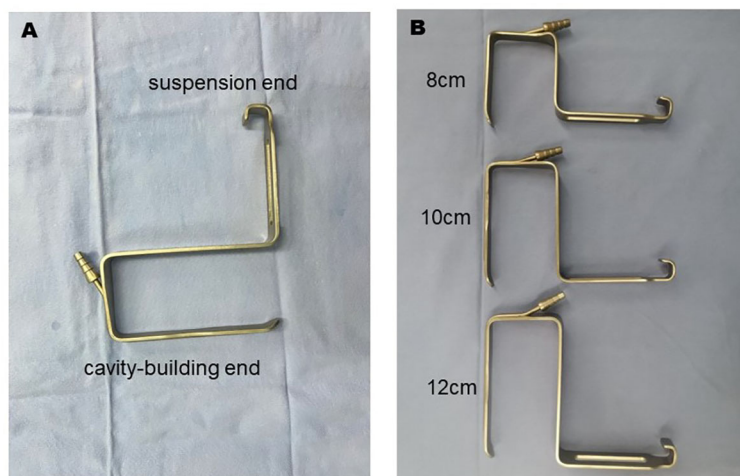 A
suspension end
cavity-building end
B
8cm
10cm
12cm